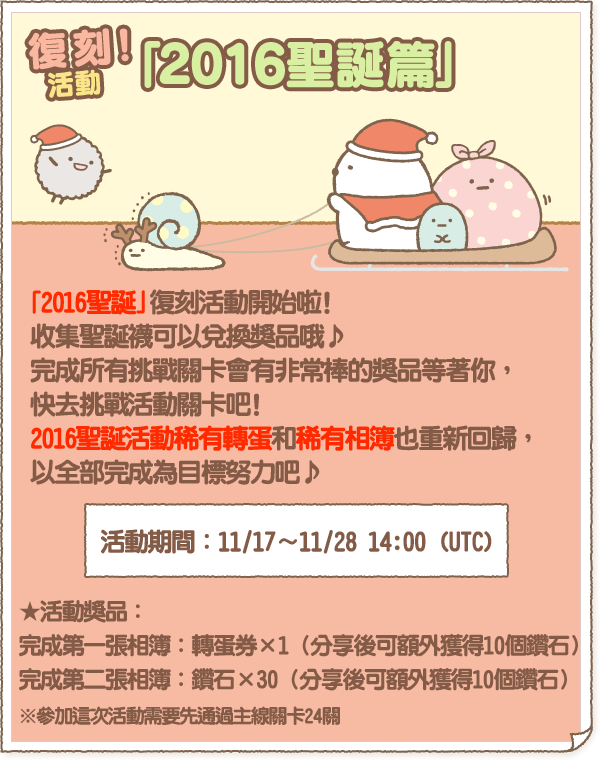 復刻!
活動
「2016聖誕篇」
「2016聖誕」復刻活動開始啦!
收集聖誕襪可以兌換獎品哦♪
完成所有挑戰關卡會有非常棒的獎品等著你，
快去挑戰活動關卡吧!
2016聖誕活動稀有轉蛋和稀有相簿也重新回歸，
以全部完成為目標努力吧♪
活動期間：11/17～11/28 14:00 (UTC)
★活動獎品：
完成第一張相簿：轉蛋券×1（分享後可額外獲得10個鑽石）
完成第二張相簿：鑽石×30（分享後可額外獲得10個鑽石）
※參加這次活動需要先通過主線關卡24關